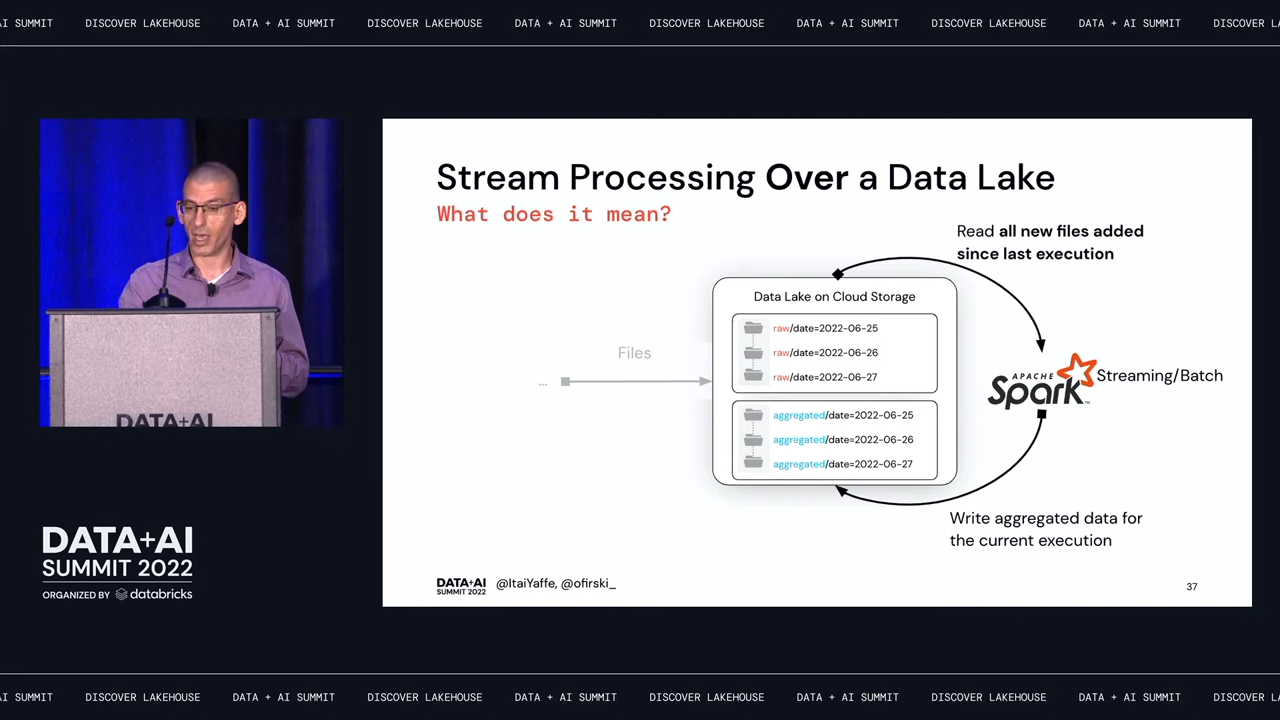 AI SUMMIT DISCOVER LAKEHOUSE DATA + AI SUMMIT DISCOVER LAKEHOUSE DATA + AI SUMMIT DISCOVER LAKEHOUSE DATA + AI SUMMIT DISCOVER LAKEHOUSE DATA + AI SUMMIT DISCOVER
Stream Processing Over a Data Lake
What does it mean?
Read all new files added
since last execution
Data Lake on Cloud Storage
raw/date=2022-06-25
raw/date=2022-06-26
raw/date=2022-06-27
Files
...
APACHE
Spark™
Streaming/Batch
aggregated/date=2022-06-25
aggregated/date=2022-06-26
aggregated/date=2022-06-27
Write aggregated data for
the current execution
DATA+AI
SUMMIT 2022
@ItaiYaffe, @ofirski_
37
DATA+AI
DATA+AI
SUMMIT 2022
ORGANIZED BY databricks
AI SUMMIT DISCOVER LAKEHOUSE DATA + AI SUMMIT DISCOVER LAKEHOUSE DATA + AI SUMMIT DISCOVER LAKEHOUSE DATA + AI SUMMIT DISCOVER LAKEHOUSE DATA + AI SUMMIT DISCOVER